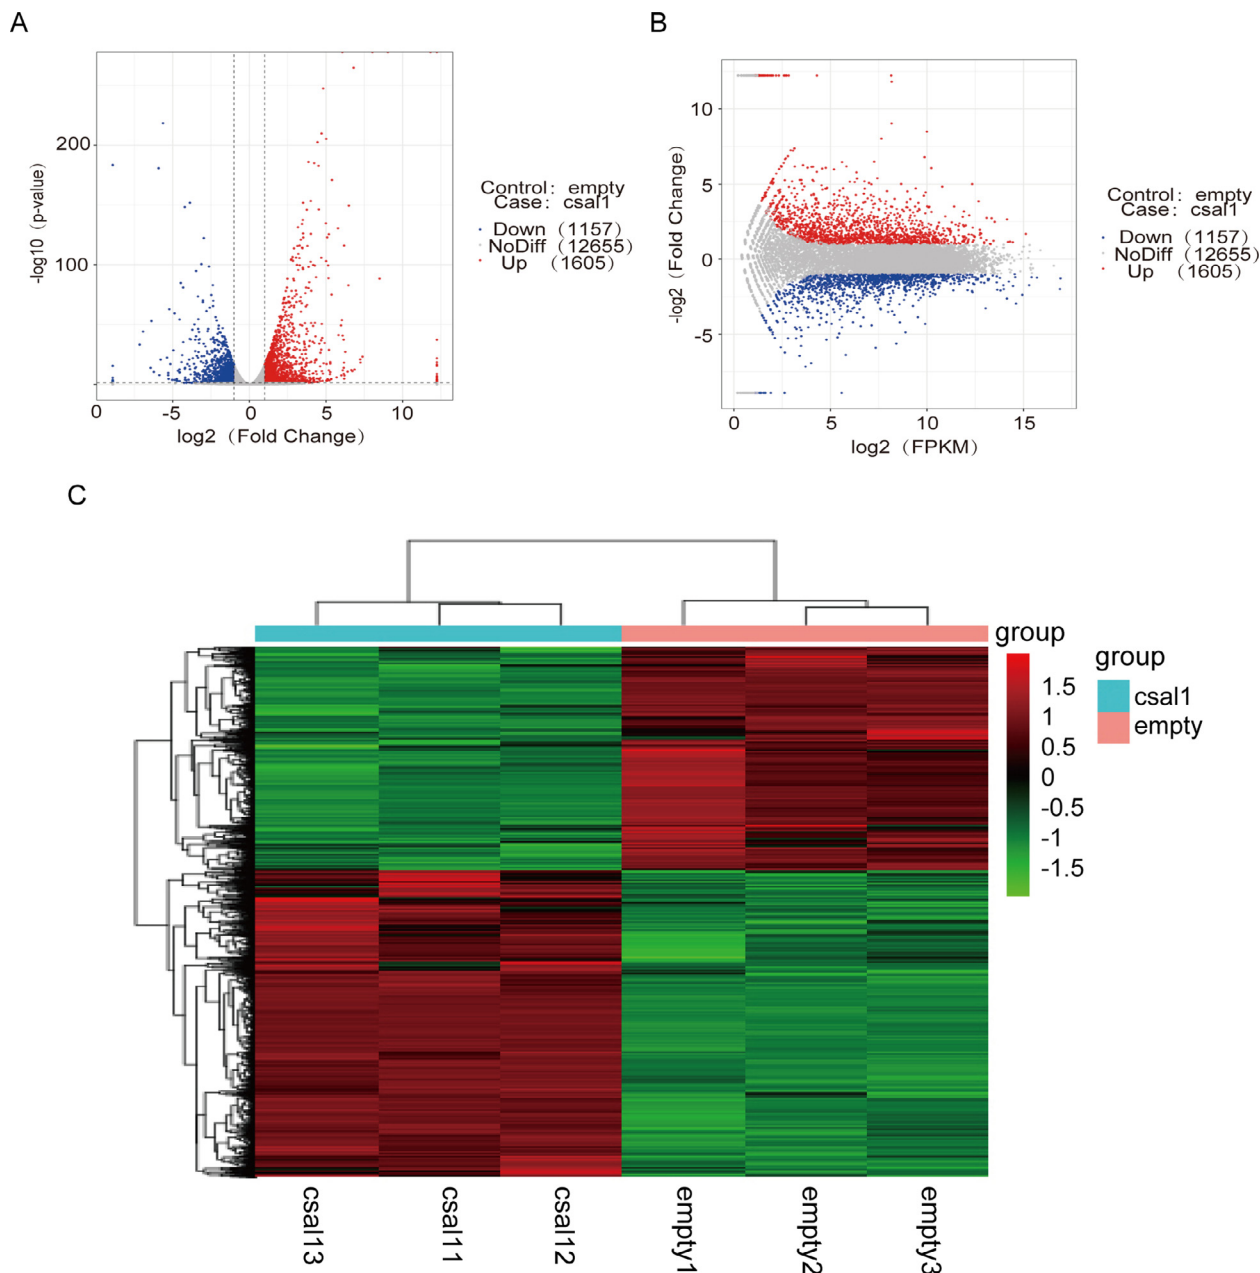 A
200
100
-log10（p-value）
0
-5
0
5
10
log2（Fold Change）
Control: empty
Case: csal1
Down（1157）
NoDiff（12655）
Up（1605）
B
10
5
0
-5
-log2（Fold Change）
0
5
10
15
log2（FPKM）
Control: empty
Case: csal1
Down（1157）
NoDiff（12655）
Up（1605）
C
group
1.5
1
0.5
0
-0.5
-1
-1.5
group
csal1
empty
csal13
csal11
csal12
empty1
empty2
empty3